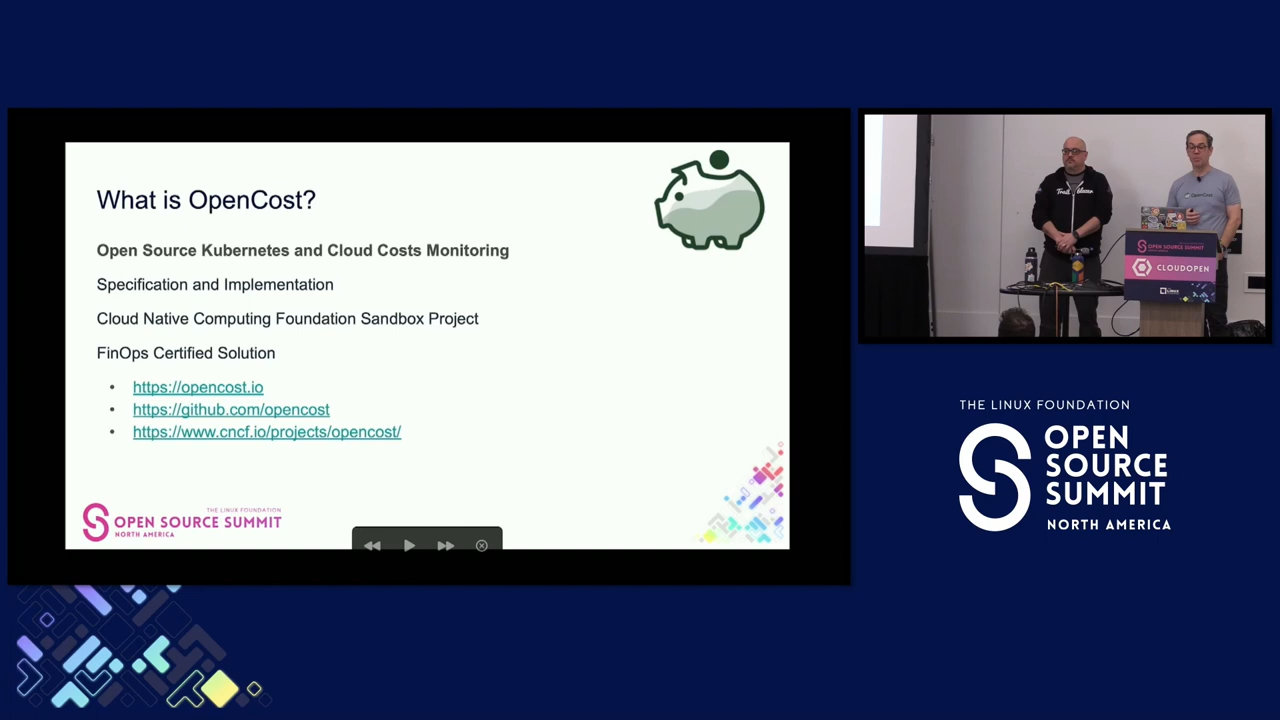 What is OpenCost?
Open Source Kubernetes and Cloud Costs Monitoring
Specification and Implementation
Cloud Native Computing Foundation Sandbox Project
FinOps Certified Solution
• https://opencost.io
• https://github.com/opencost
• https://www.cncf.io/projects/opencost/
THE LINUX FOUNDATION
OPEN SOURCE SUMMIT
NORTH AMERICA
OpenCost
OPEN SOURCE SUMMIT
CLOUDOPEN
THE LINUX FOUNDATION
OPEN
SOURCE
SUMMIT
NORTH AMERICA